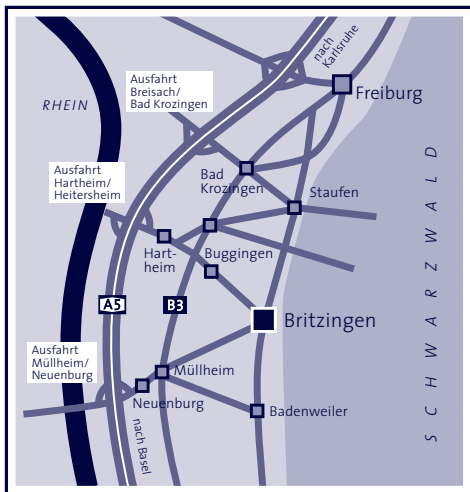 nach
Karlsruhe
Ausfahrt
Breisach/
Bad Krozingen
RHEIN
Freiburg
Ausfahrt
Hartheim/
Heitersheim
Bad
Krozingen
Staufen
SCHWARZWALD
Hart-
heim
Buggingen
A5
B3
Britzingen
Ausfahrt
Müllheim/
Neuenburg
Müllheim
Neuenburg
Badenweiler
nach Basel